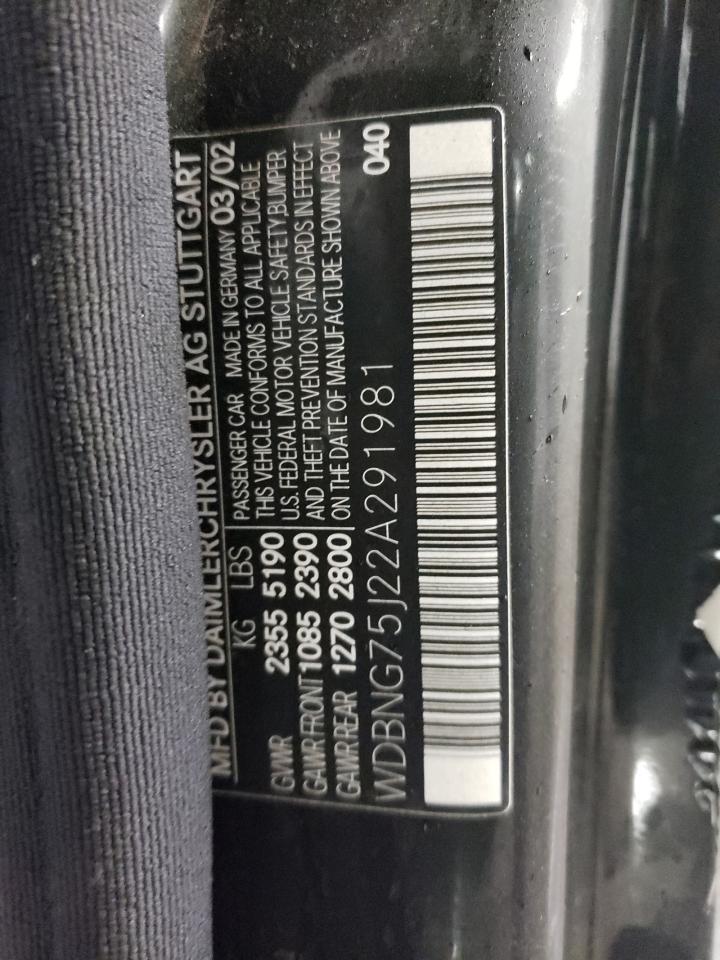 MFD BY DAIMLERCHRYSLER AG STUTTGART
KG LBS
GVWR 2355 5190
GAWR FRONT 1085 2390
GAWR REAR 1270 2800
PASSENGER CAR MADE IN GERMANY 03/02
THIS VEHICLE CONFORMS TO ALL APPLICABLE
U.S. FEDERAL MOTOR VEHICLE SAFETY,BUMPER
AND THEFT PREVENTION STANDARDS IN EFFECT
ON THE DATE OF MANUFACTURE SHOWN ABOVE
WDBNG75J22A291981 040